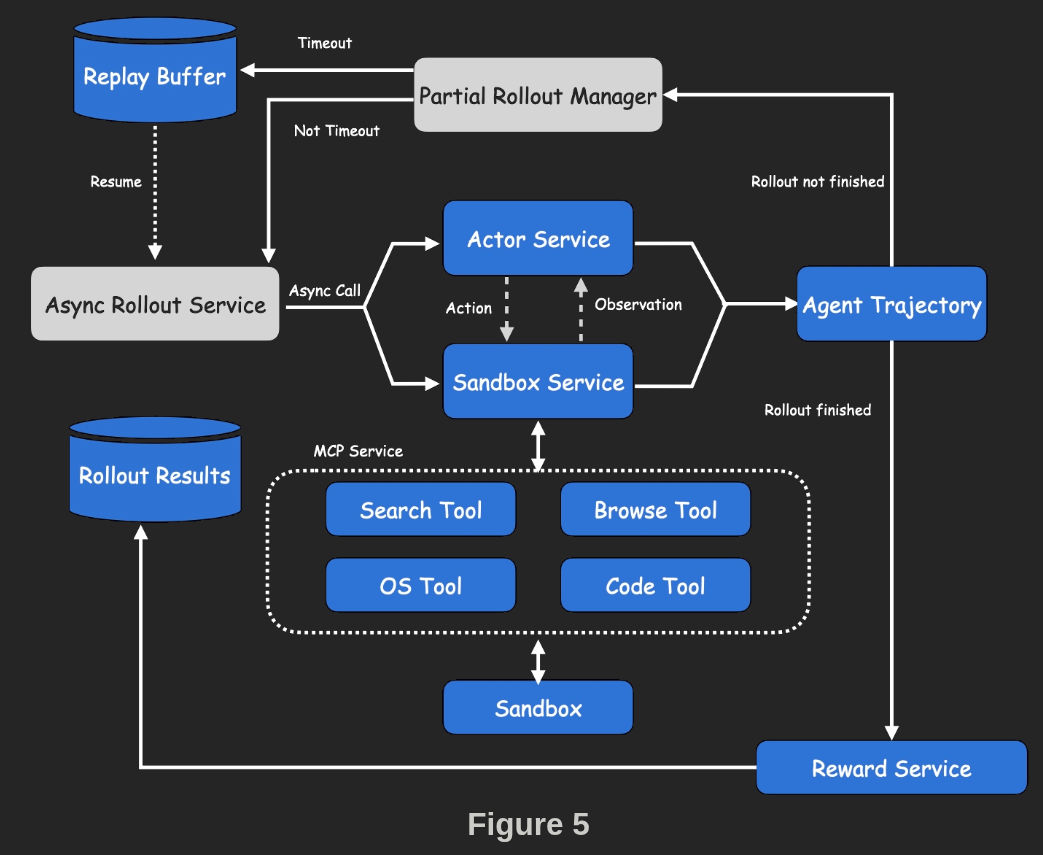 Replay Buffer
Timeout
Partial Rollout Manager
Not Timeout
Resume
Rollout not finished
Actor Service
Async Rollout Service
Async Call
Action
Observation
Agent Trajectory
Sandbox Service
Rollout finished
MCP Service
Rollout Results
Search Tool
Browse Tool
OS Tool
Code Tool
Sandbox
Reward Service
Figure 5